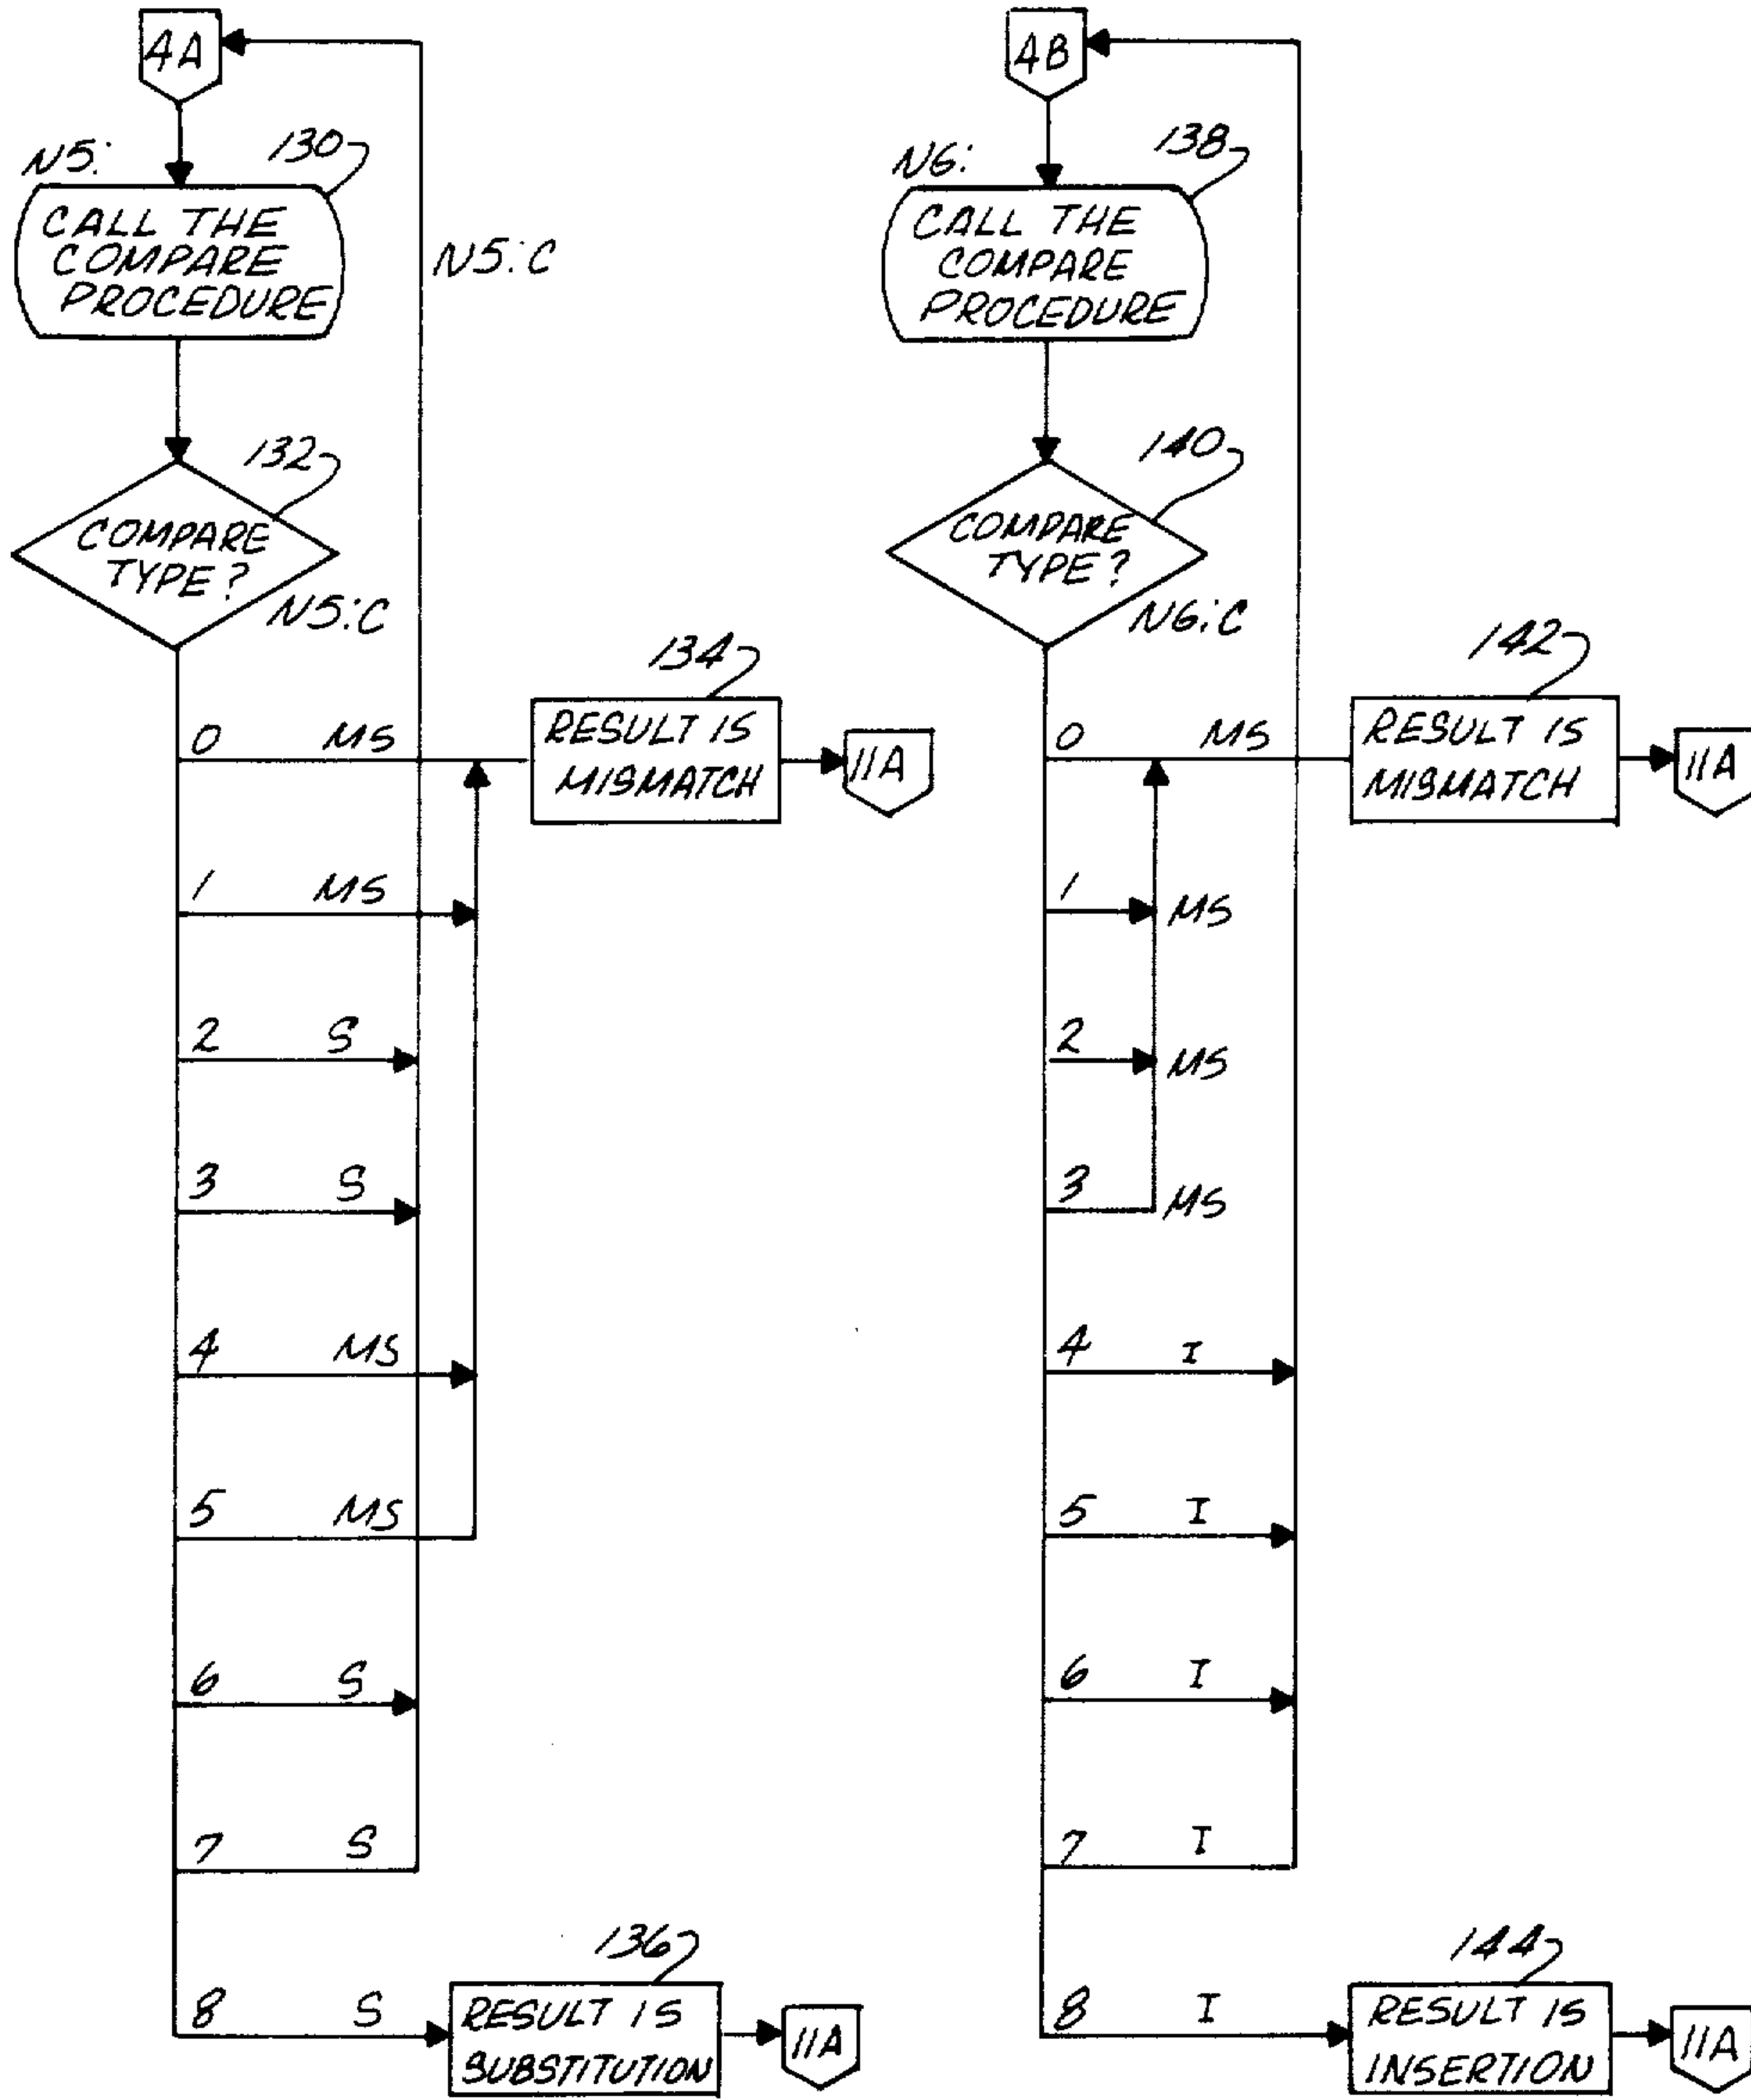 4A
N5:
130
CALL THE
COMPARE
PROCEDURE
N5:C
132
COMPARE
TYPE?
N5:C
134
0 MS
RESULT IS
MISMATCH
11A
1 MS
2 S
3 S
4 MS
5 MS
6 S
7 S
136
8 S
RESULT IS
SUBSTITUTION
11A
4B
N6:
138
CALL THE
COMPARE
PROCEDURE
140
COMPARE
TYPE?
N6:C
142
0 MS
RESULT IS
MISMATCH
11A
1 MS
2 MS
3 MS
4 I
5 I
6 I
7 I
144
8 I
RESULT IS
INSERTION
11A